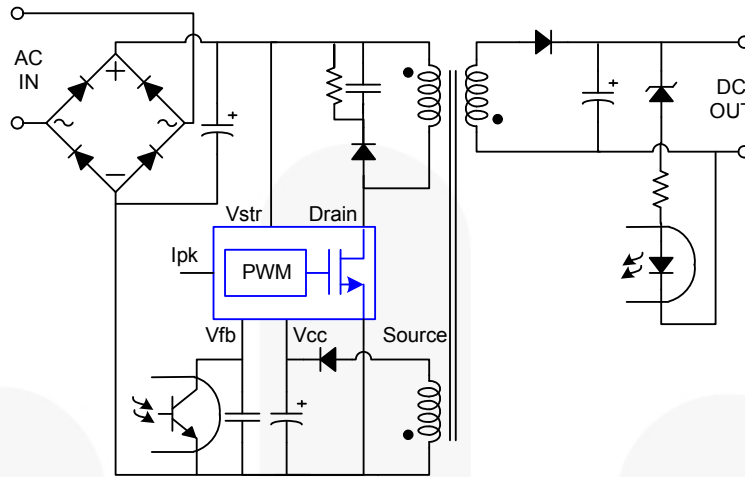 AC
IN
+
~
~
−
+
DC
OUT
Vstr
Drain
Ipk
PWM
Vfb
Vcc
Source
+
+